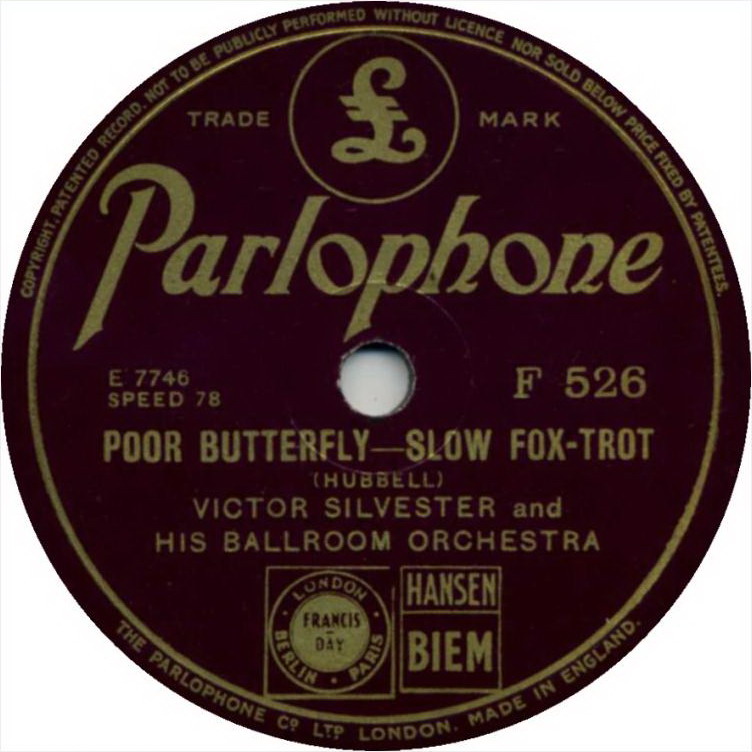 COPYRIGHT. PATENTED RECORD. NOT TO BE PUBLICLY PERFORMED WITHOUT LICENCE NOR SOLD BELOW PRICE FIXED BY PATENTEES.
£
TRADE MARK
Parlophone
E 7746
SPEED 78
F 526
POOR BUTTERFLY—SLOW FOX-TROT
(HUBBELL)
VICTOR SILVESTER and
HIS BALLROOM ORCHESTRA
LONDON
FRANCIS
DAY
BERLIN • PARIS
HANSEN
BIEM
THE PARLOPHONE Cº LTD LONDON. MADE IN ENGLAND.